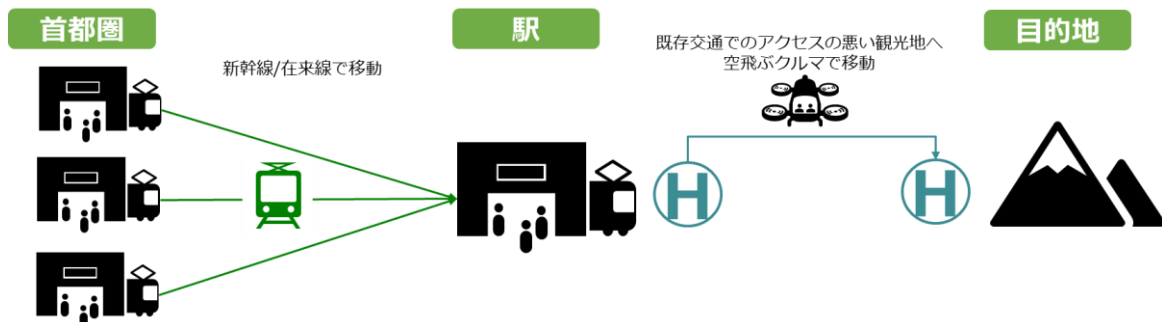 首都圏
駅
目的地
新幹線/在来線で移動
既存交通でのアクセスの悪い観光地へ
空飛ぶクルマで移動
H
H